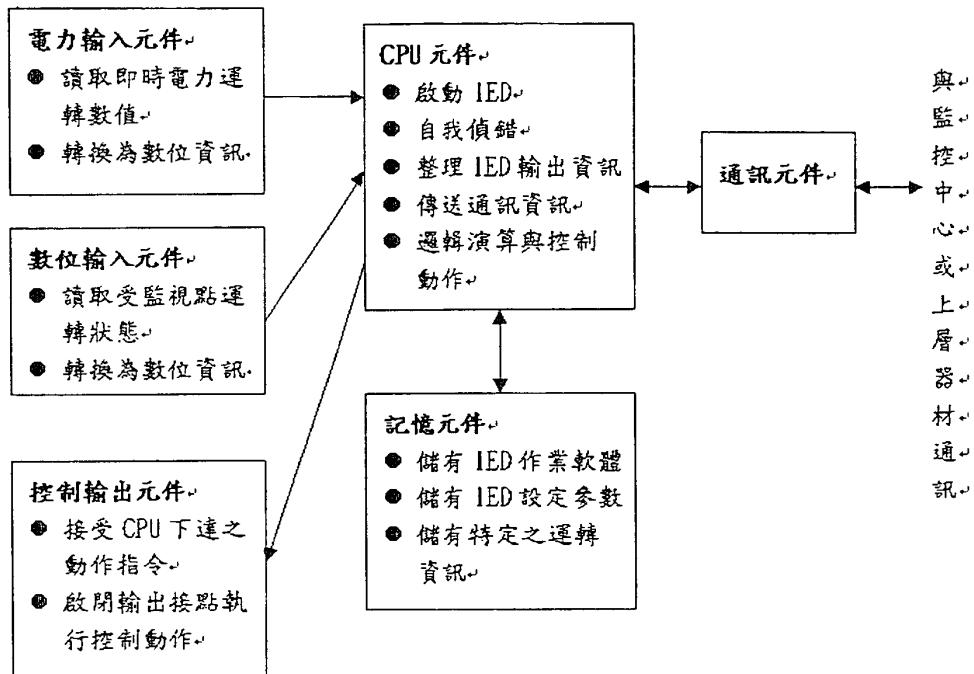 電力輸入元件
● 讀取即時電力運
轉數值
● 轉換為數位資訊
數位輸入元件
● 讀取受監視點運
轉狀態
● 轉換為數位資訊
控制輸出元件
● 接受 CPU 下達之
動作指令
● 啟閉輸出接點執
行控制動作
CPU 元件
● 啟動 IED
● 自我偵錯
● 整理 IED 輸出資訊
● 傳送通訊資訊
● 邏輯演算與控制
動作
記憶元件
● 儲有 IED 作業軟體
● 儲有 IED 設定參數
● 儲有特定之運轉
資訊
通訊元件
與
監
控
中
心
或
上
層
器
材
通
訊